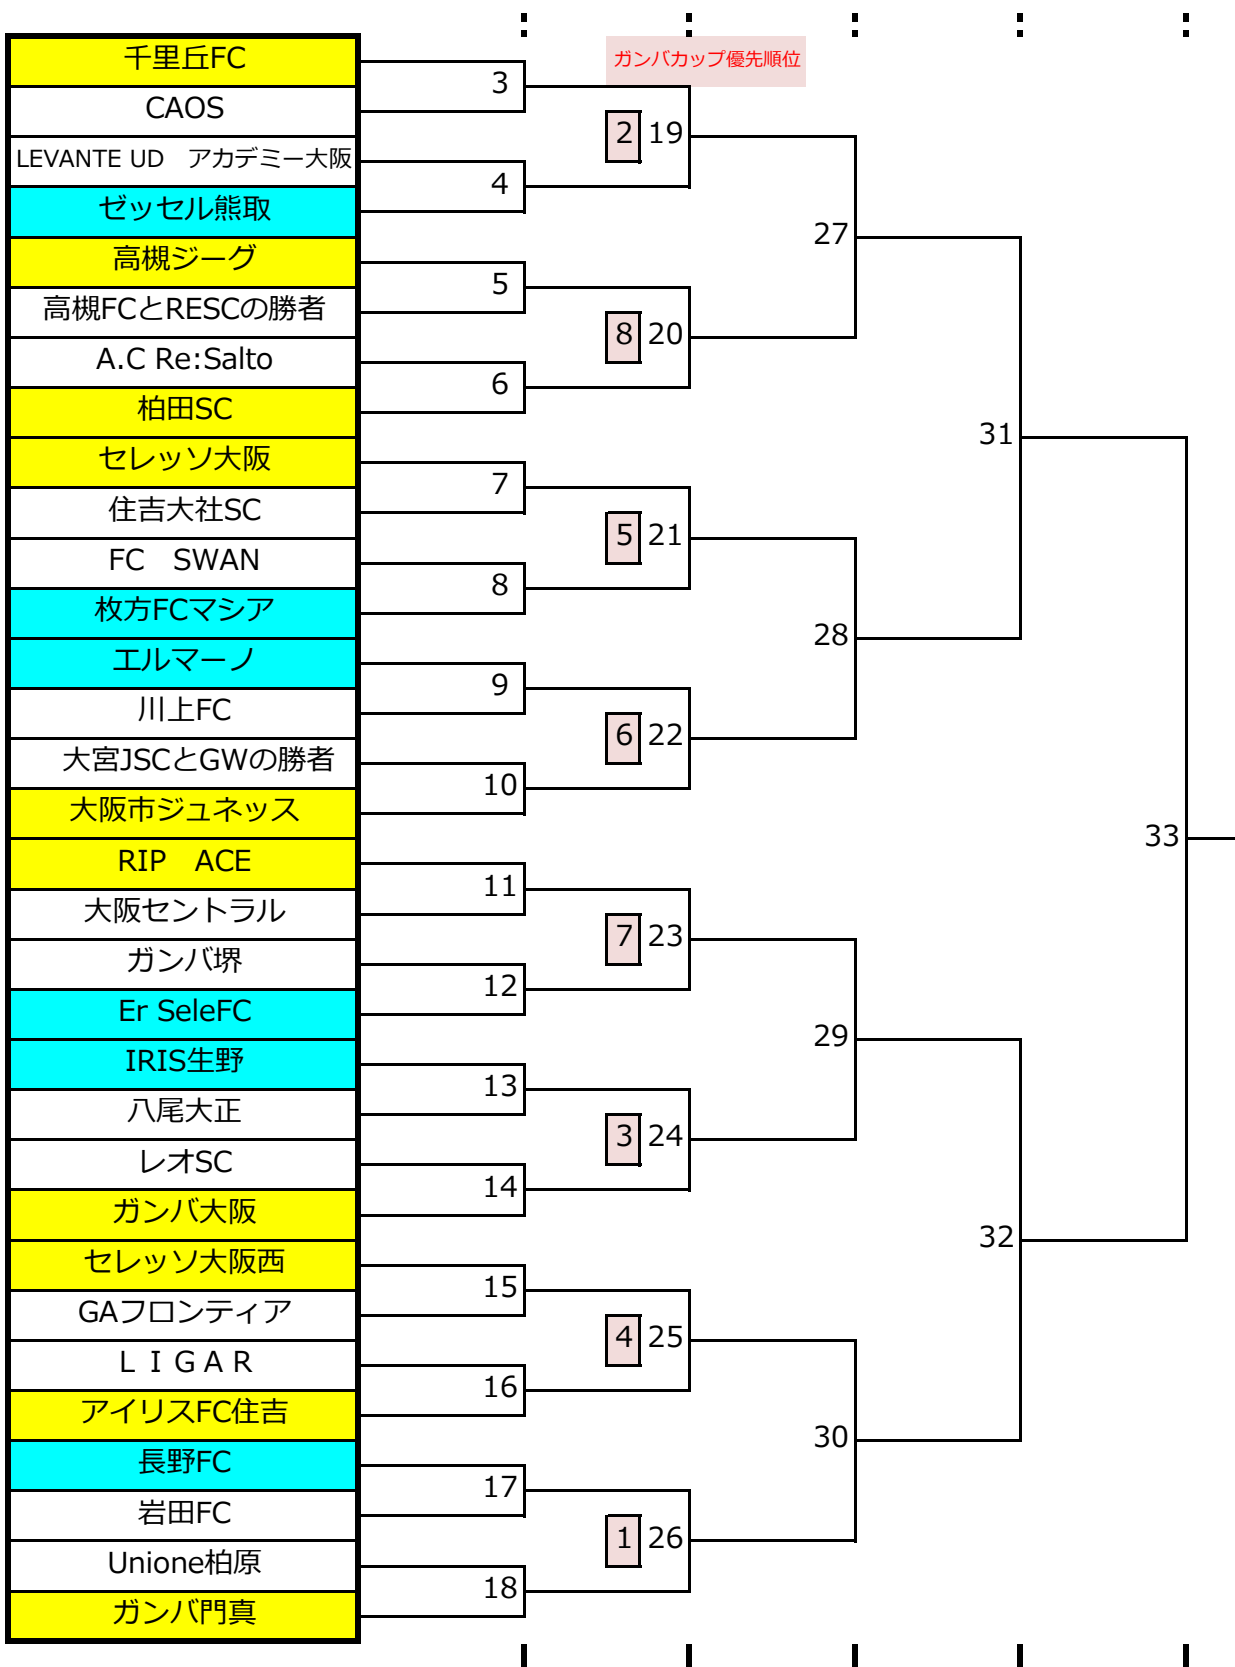 ガンバカップ優先順位
千里丘FC
3
CAOS
2 19
LEVANTE UD　アカデミー大阪
4
ゼッセル熊取
27
高槻ジーグ
5
高槻FCとRESCの勝者
8 20
A.C Re:Salto
6
柏田SC
31
セレッソ大阪
7
住吉大社SC
5 21
FC　SWAN
8
枚方FCマシア
28
エルマーノ
9
川上FC
6 22
大宮JSCとGWの勝者
10
大阪市ジュネッス
33
RIP　ACE
11
大阪セントラル
7 23
ガンバ堺
12
Er SeleFC
29
IRIS生野
13
八尾大正
3 24
レオSC
14
ガンバ大阪
32
セレッソ大阪西
15
GAフロンティア
4 25
ＬＩＧＡＲ
16
アイリスFC住吉
30
長野FC
17
岩田FC
1 26
Unione柏原
18
ガンバ門真